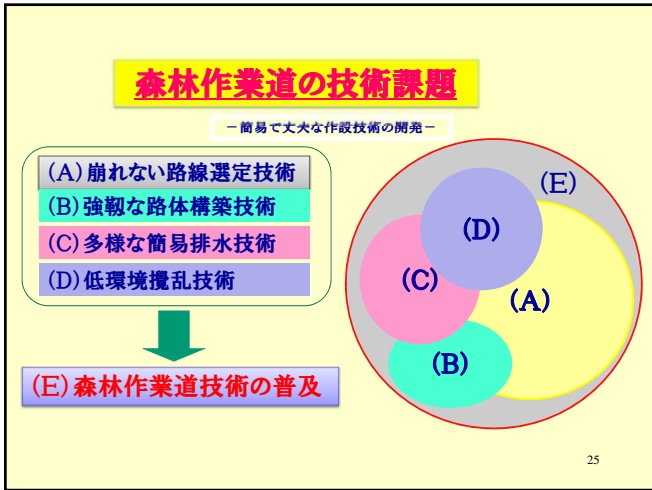 森林作業道の技術課題
－簡易で丈夫な作設技術の開発－
(A)崩れない路線選定技術
(B)強靱な路体構築技術
(C)多様な簡易排水技術
(D)低環境攪乱技術
(E)森林作業道技術の普及
(E)
(D)
(C)
(A)
(B)
25